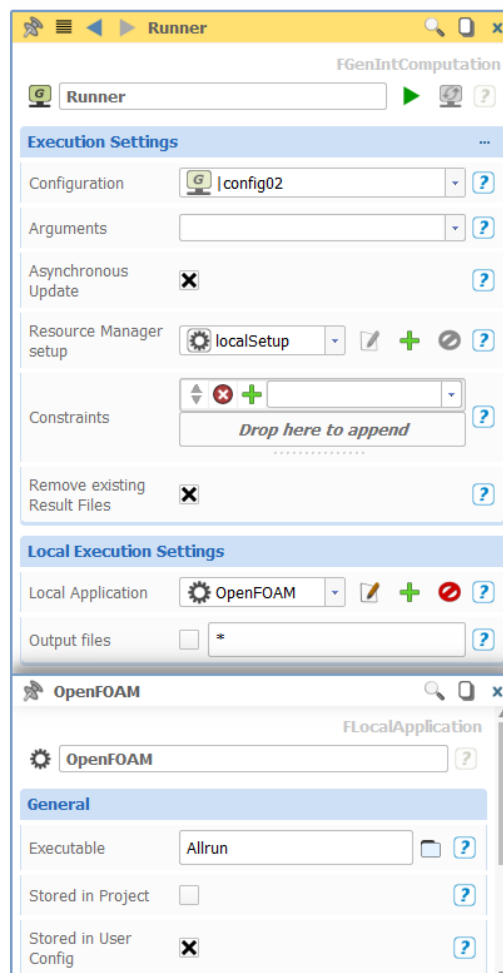 Runner
FGenIntComputation
Runner
Execution Settings
...
Configuration
|config02
Arguments
Asynchronous
Update
Resource Manager
setup
localSetup
Constraints
Drop here to append
Remove existing
Result Files
Local Execution Settings
Local Application
OpenFOAM
Output files
*
OpenFOAM
FLocalApplication
OpenFOAM
General
Executable
Allrun
Stored in Project
Stored in User
Config